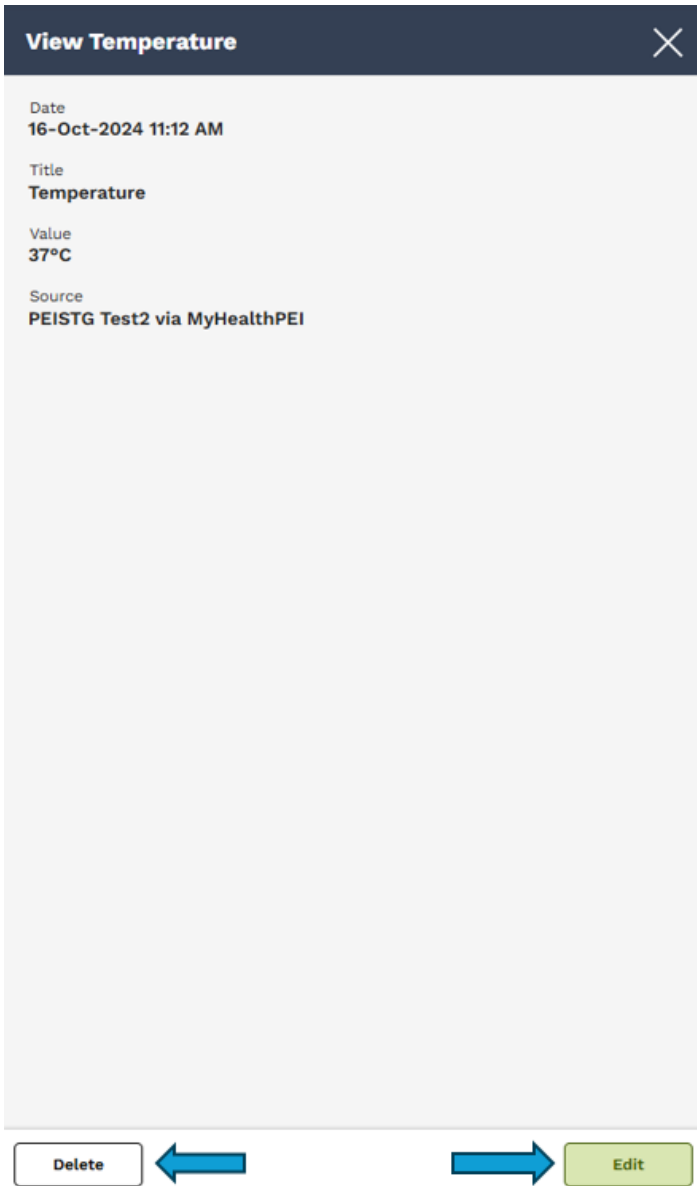 View Temperature
Date
16-Oct-2024 11:12 AM
Title
Temperature
Value
37°C
Source
PEISTG Test2 via MyHealthPEI
Delete
Edit